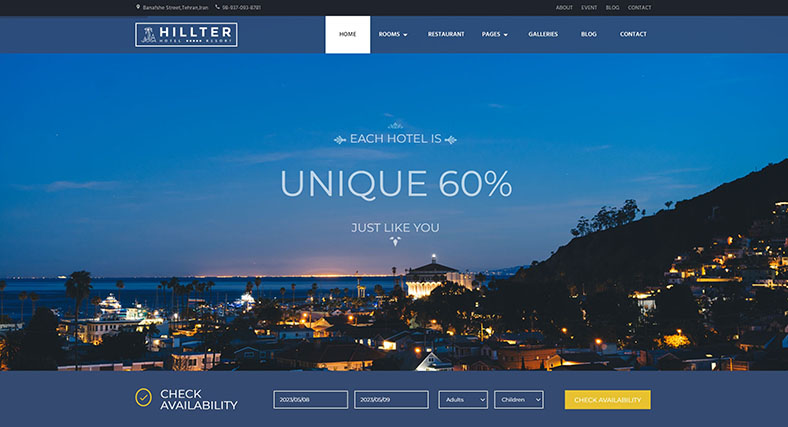 Banafshe Street,Tehran,Iran 08-937-093-8781 ABOUT EVENT BLOG CONTACT
HILLTER
HOTEL ★★★★★ RESORT
HOME ROOMS RESTAURANT PAGES GALLERIES BLOG CONTACT
EACH HOTEL IS
UNIQUE 60%
JUST LIKE YOU
CHECK
AVAILABILITY
2023/05/08 2023/05/09 Adults Children CHECK AVAILABILITY